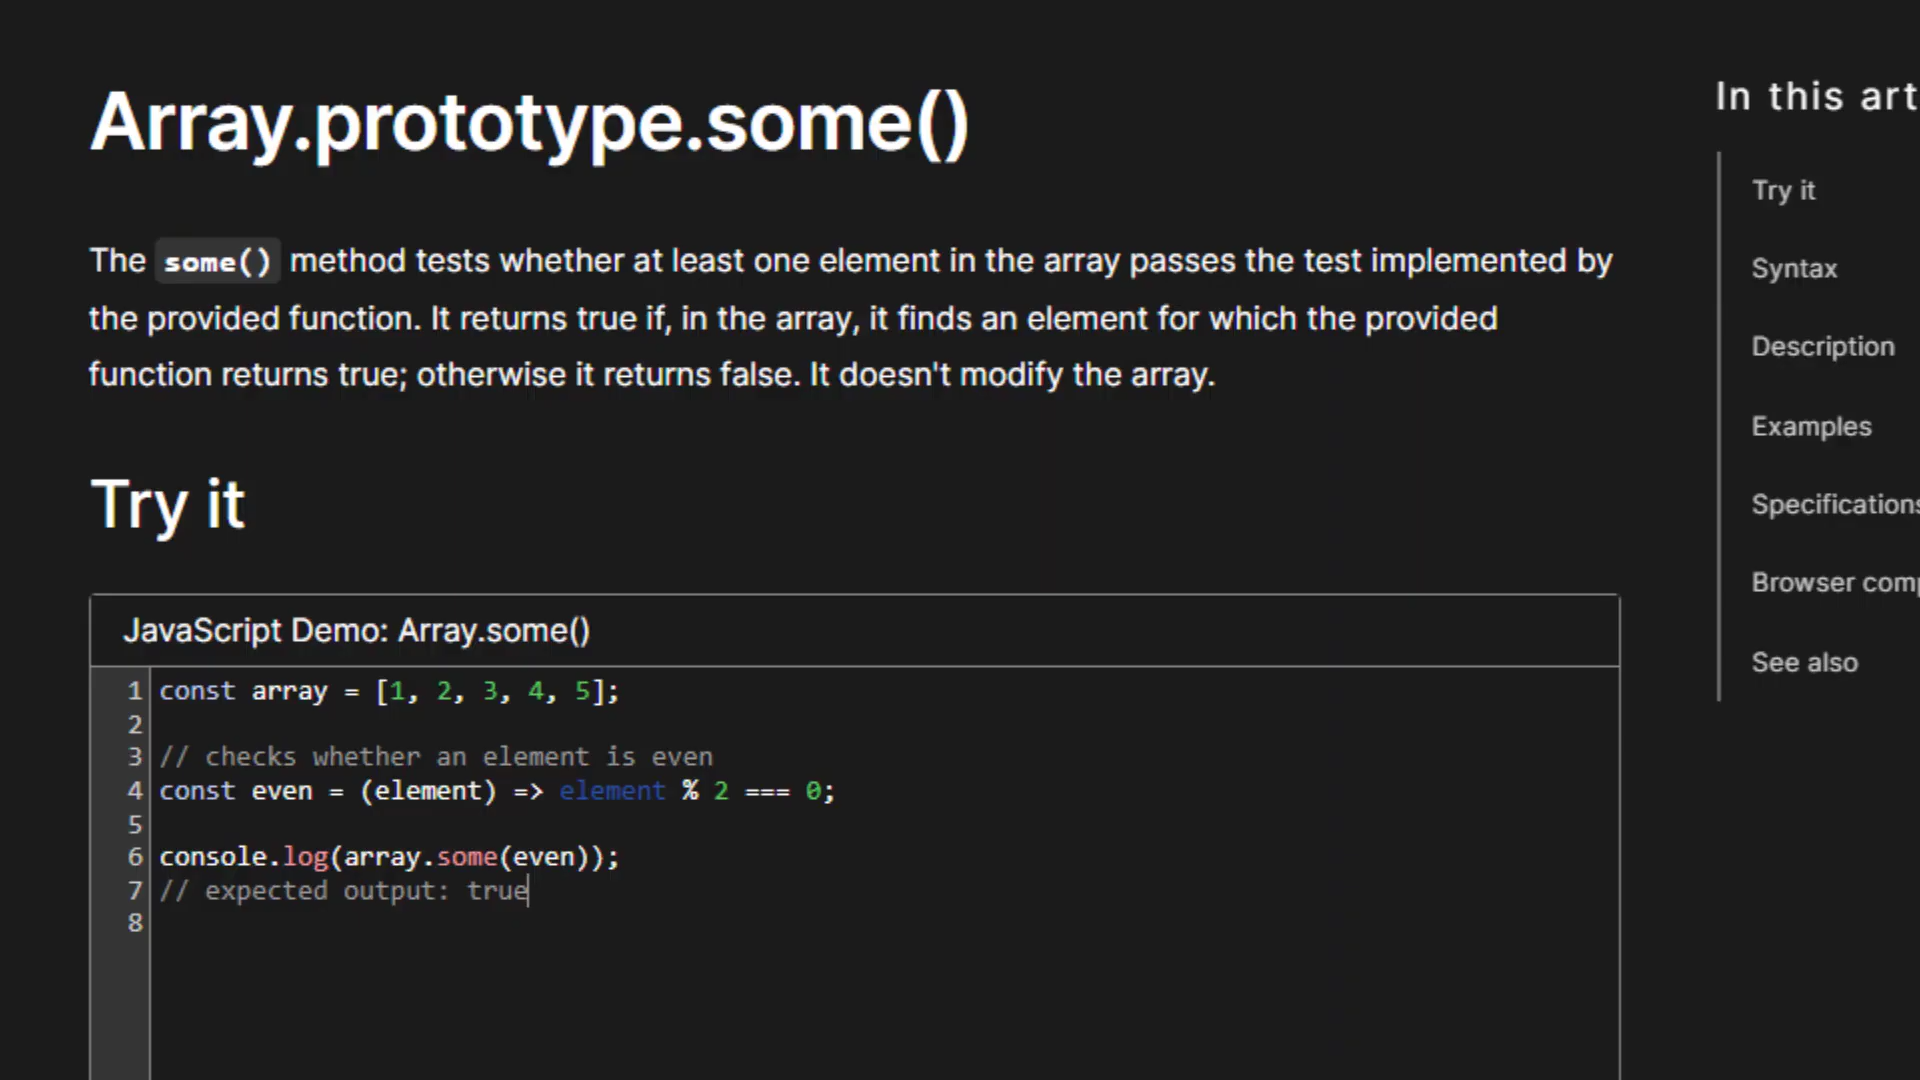 Array.prototype.some()
The some() method tests whether at least one element in the array passes the test implemented by
the provided function. It returns true if, in the array, it finds an element for which the provided
function returns true; otherwise it returns false. It doesn't modify the array.
Try it
JavaScript Demo: Array.some()
1 const array = [1, 2, 3, 4, 5];
2
3 // checks whether an element is even
4 const even = (element) => element % 2 === 0;
5
6 console.log(array.some(even));
7 // expected output: true
8
In this art
Try it
Syntax
Description
Examples
Specifications
Browser comp
See also